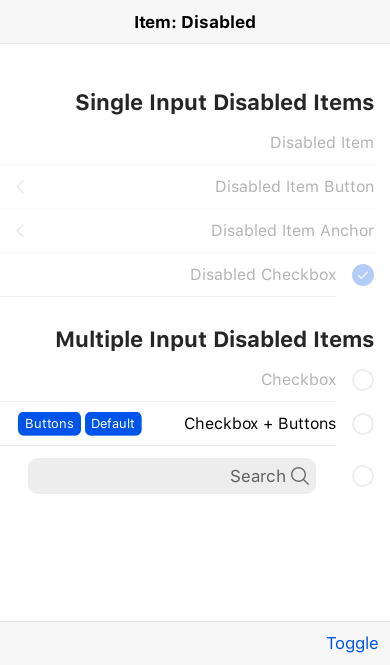 Item: Disabled
Single Input Disabled Items
Disabled Item
Disabled Item Button
Disabled Item Anchor
Disabled Checkbox
Multiple Input Disabled Items
Checkbox
Checkbox + Buttons Default Buttons
Search
Toggle